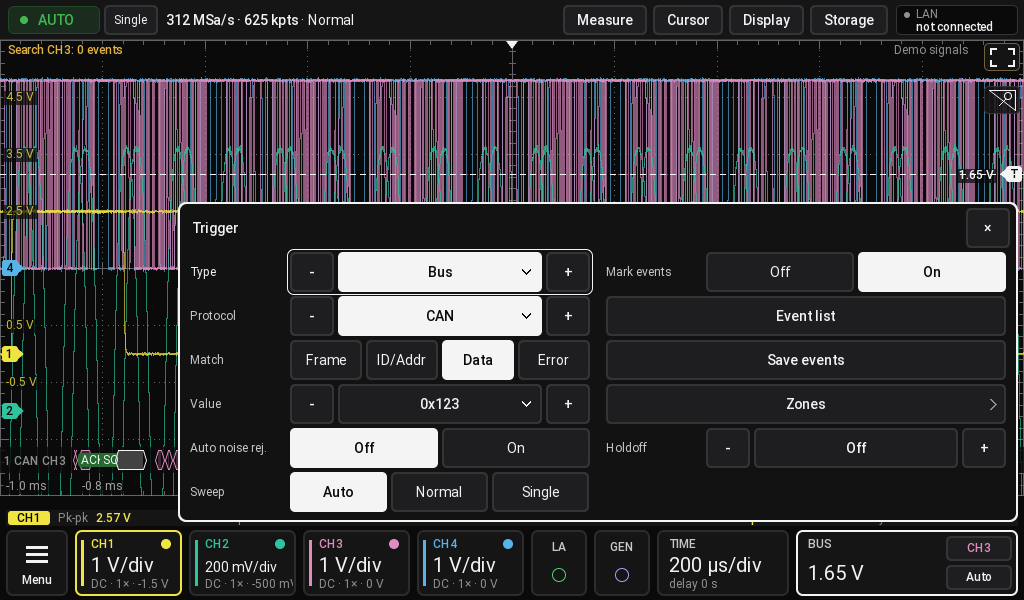 AUTO
Single
312 MSa/s · 625 kpts · Normal
Measure
Cursor
Display
Storage
LAN
not connected
Search CH3: 0 events
Demo signals
4.5 V
3.5 V
1.65 V
T
2.5 V
Trigger
×
4
Type
-
Bus
+
Mark events
Off
On
Protocol
-
CAN
+
Event list
0.5 V
1
Match
Frame
ID/Addr
Data
Error
Save events
-0.5 V
2
Value
-
0x123
+
Zones
Auto noise rej.
Off
On
Holdoff
-
Off
+
1 CAN CH3
-1.0 ms
-0.8 ms
Sweep
Auto
Normal
Single
CH1
Pk-pk
2.57 V
Menu
CH1
1 V/div
DC · 1× · -1.5 V
CH2
200 mV/div
DC · 1× · -500 mV
CH3
1 V/div
DC · 1× · 0 V
CH4
1 V/div
DC · 1× · 0 V
LA
GEN
TIME
200 µs/div
delay 0 s
BUS
1.65 V
CH3
Auto